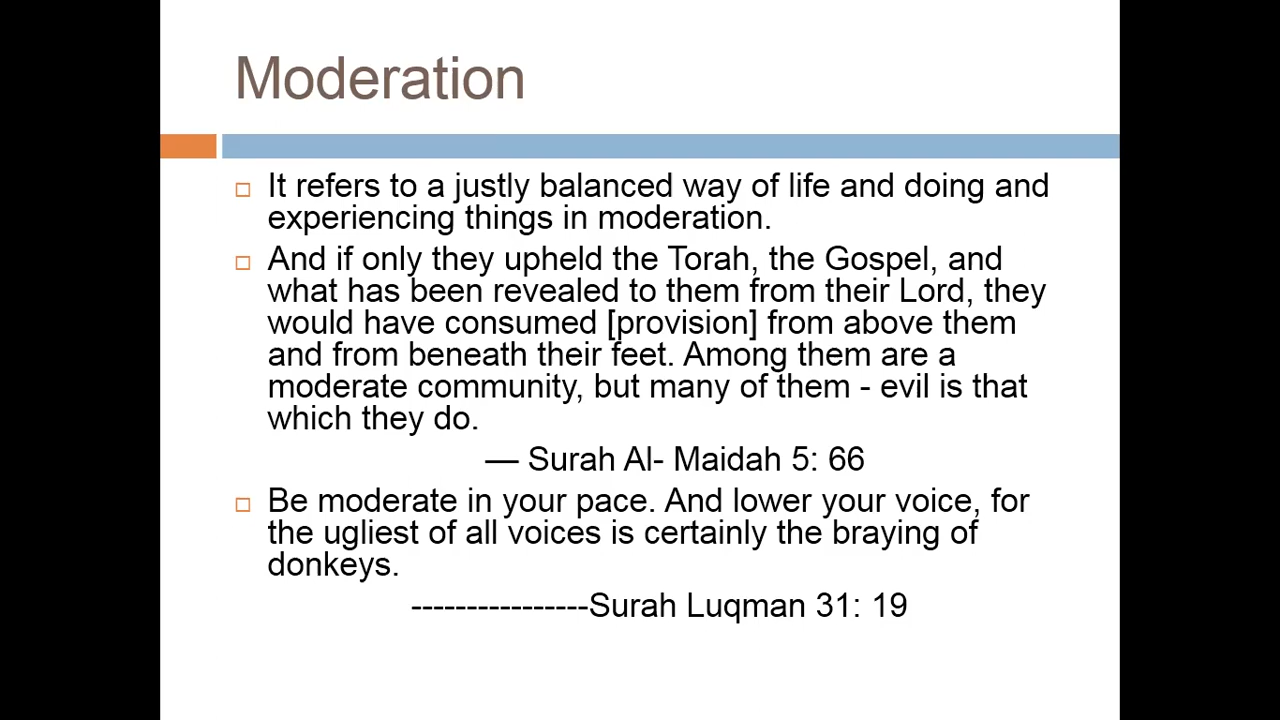 Moderation
It refers to a justly balanced way of life and doing and
experiencing things in moderation.
And if only they upheld the Torah, the Gospel, and
what has been revealed to them from their Lord, they
would have consumed [provision] from above them
and from beneath their feet. Among them are a
moderate community, but many of them - evil is that
which they do.
— Surah Al- Maidah 5: 66
Be moderate in your pace. And lower your voice, for
the ugliest of all voices is certainly the braying of
donkeys.
----------------Surah Luqman 31: 19